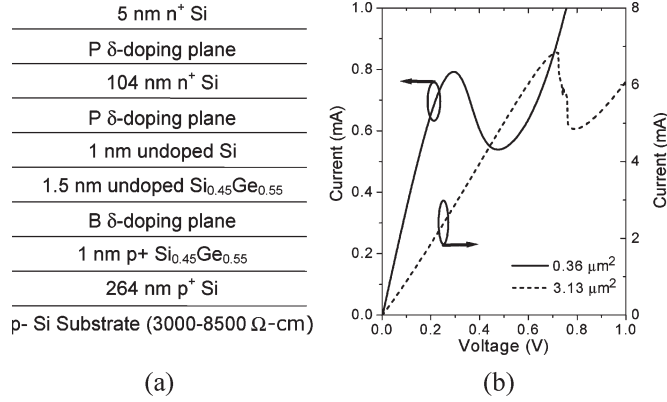 5 nm n⁺ Si
P δ-doping plane
104 nm n⁺ Si
P δ-doping plane
1 nm undoped Si
1.5 nm undoped Si₀.₄₅Ge₀.₅₅
B δ-doping plane
1 nm p+ Si₀.₄₅Ge₀.₅₅
264 nm p⁺ Si
p- Si Substrate (3000-8500 Ω-cm)
(a)
Current (mA)
1.0
0.8
0.6
0.4
0.2
0.0
0.0 0.2 0.4 0.6 0.8 1.0
Voltage (V)
8
6
4
2
0
Current (mA)
0.36 μm²
3.13 μm²
(b)